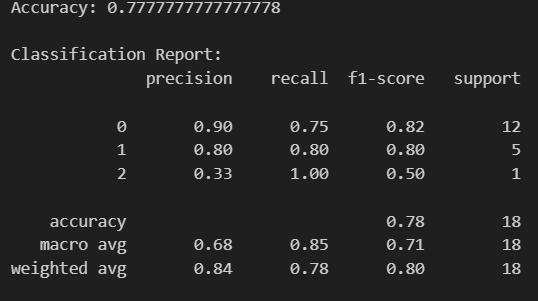 Accuracy: 0.7777777777777778
Classification Report:
precision recall f1-score support
0 0.90 0.75 0.82 12
1 0.80 0.80 0.80 5
2 0.33 1.00 0.50 1
accuracy 0.78 18
macro avg 0.68 0.85 0.71 18
weighted avg 0.84 0.78 0.80 18